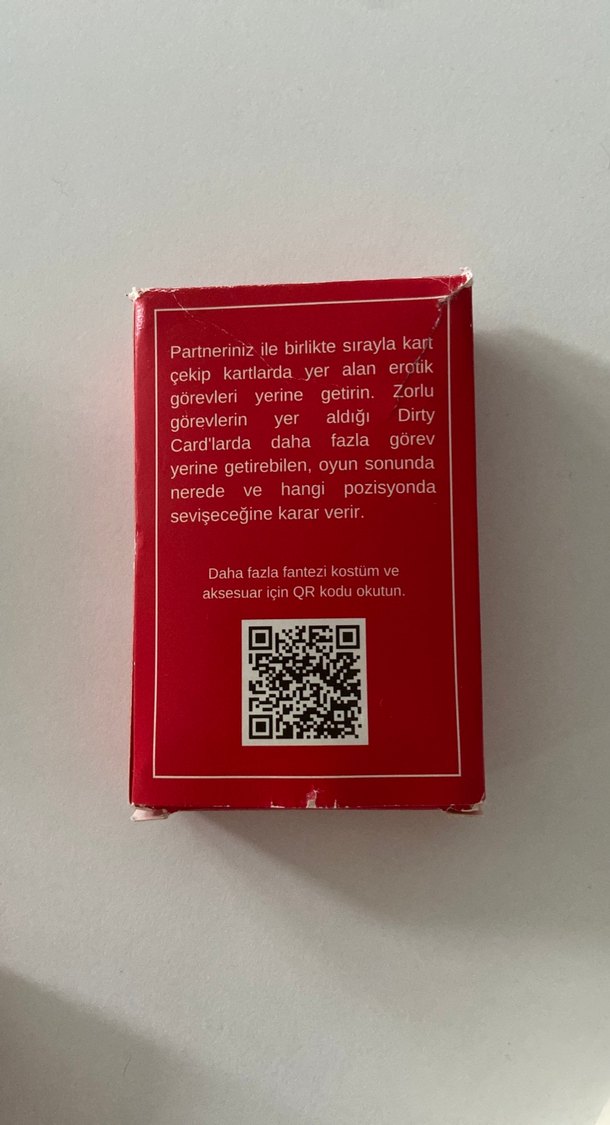 Partneriniz ile birlikte sırayla kart
çekip kartlarda yer alan erotik
görevleri yerine getirin. Zorlu
görevlerin yer aldığı Dirty
Card'larda daha fazla görev
yerine getirebilen, oyun sonunda
nerede ve hangi pozisyonda
sevişeceğine karar verir.
Daha fazla fantezi kostüm ve
aksesuar için QR kodu okutun.